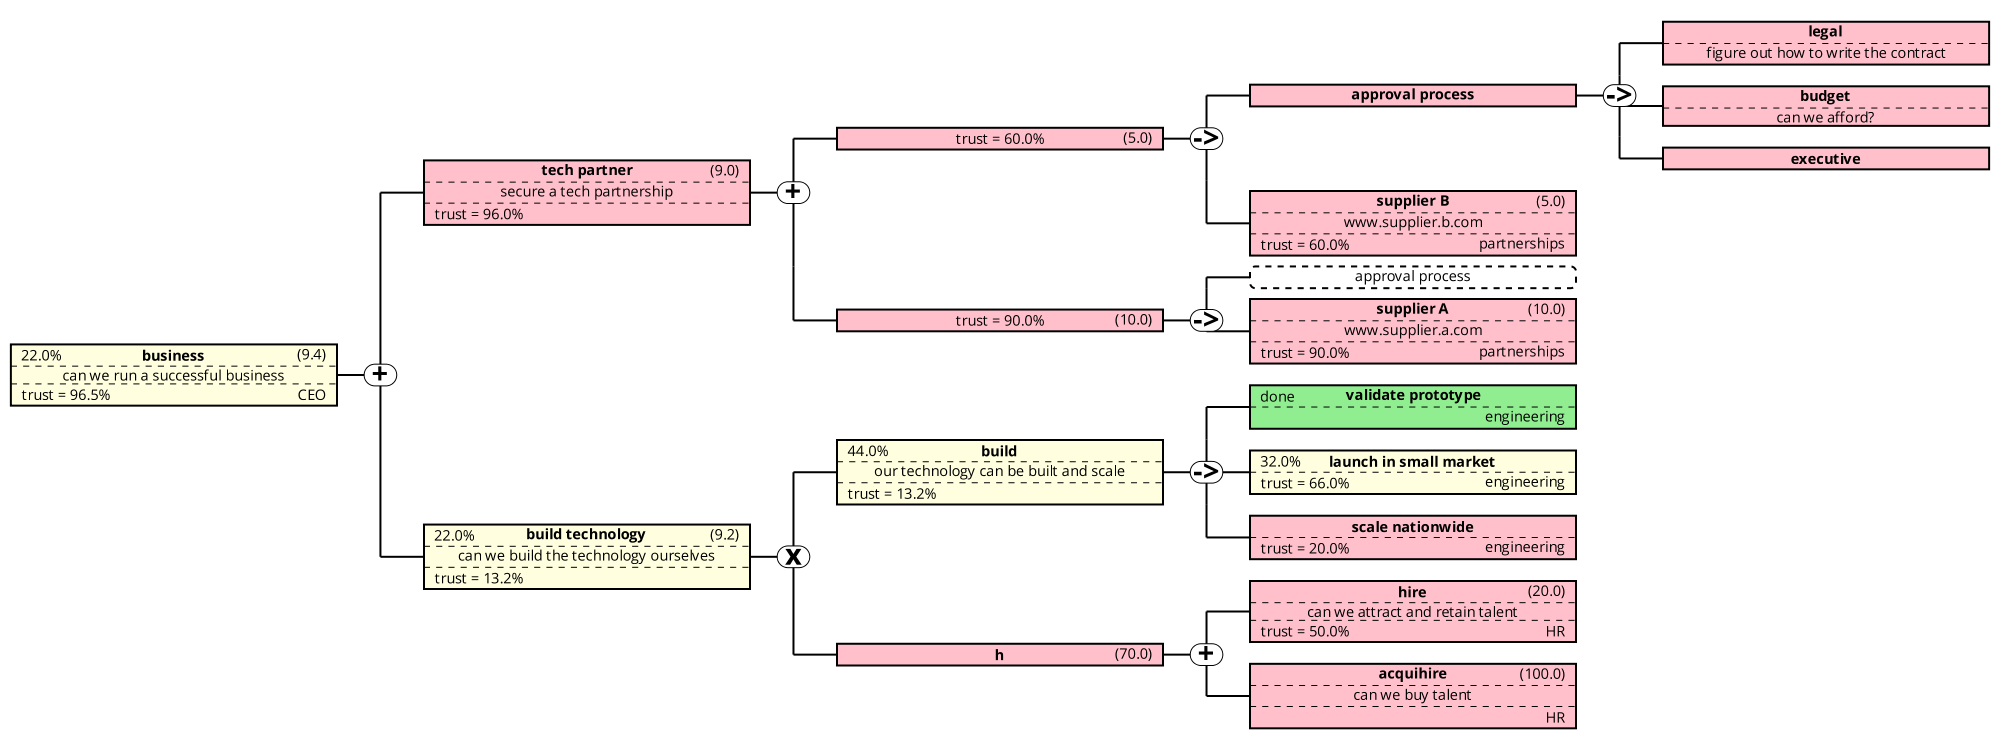 22.0% business (9.4)
can we run a successful business
trust = 96.5% CEO
+
tech partner (9.0)
secure a tech partnership
trust = 96.0%
+
trust = 60.0% (5.0)
->
approval process
->
legal
figure out how to write the contract
budget
can we afford?
executive
supplier B (5.0)
www.supplier.b.com
trust = 60.0% partnerships
trust = 90.0% (10.0)
->
approval process
supplier A (10.0)
www.supplier.a.com
trust = 90.0% partnerships
22.0% build technology (9.2)
can we build the technology ourselves
trust = 13.2%
x
44.0% build
our technology can be built and scale
trust = 13.2%
->
done validate prototype
engineering
32.0% launch in small market
trust = 66.0% engineering
scale nationwide
trust = 20.0% engineering
h (70.0)
+
hire (20.0)
can we attract and retain talent
trust = 50.0% HR
acquihire (100.0)
can we buy talent
HR